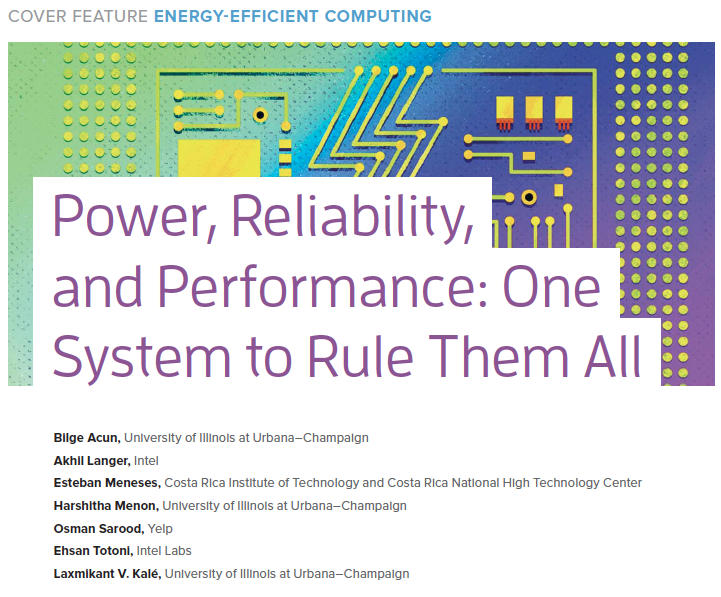 COVER FEATURE ENERGY-EFFICIENT COMPUTING
Power, Reliability,
and Performance: One
System to Rule Them All
Bilge Acun, University of Illinois at Urbana–Champaign
Akhil Langer, Intel
Esteban Meneses, Costa Rica Institute of Technology and Costa Rica National High Technology Center
Harshitha Menon, University of Illinois at Urbana–Champaign
Osman Sarood, Yelp
Ehsan Totoni, Intel Labs
Laxmikant V. Kalé, University of Illinois at Urbana–Champaign